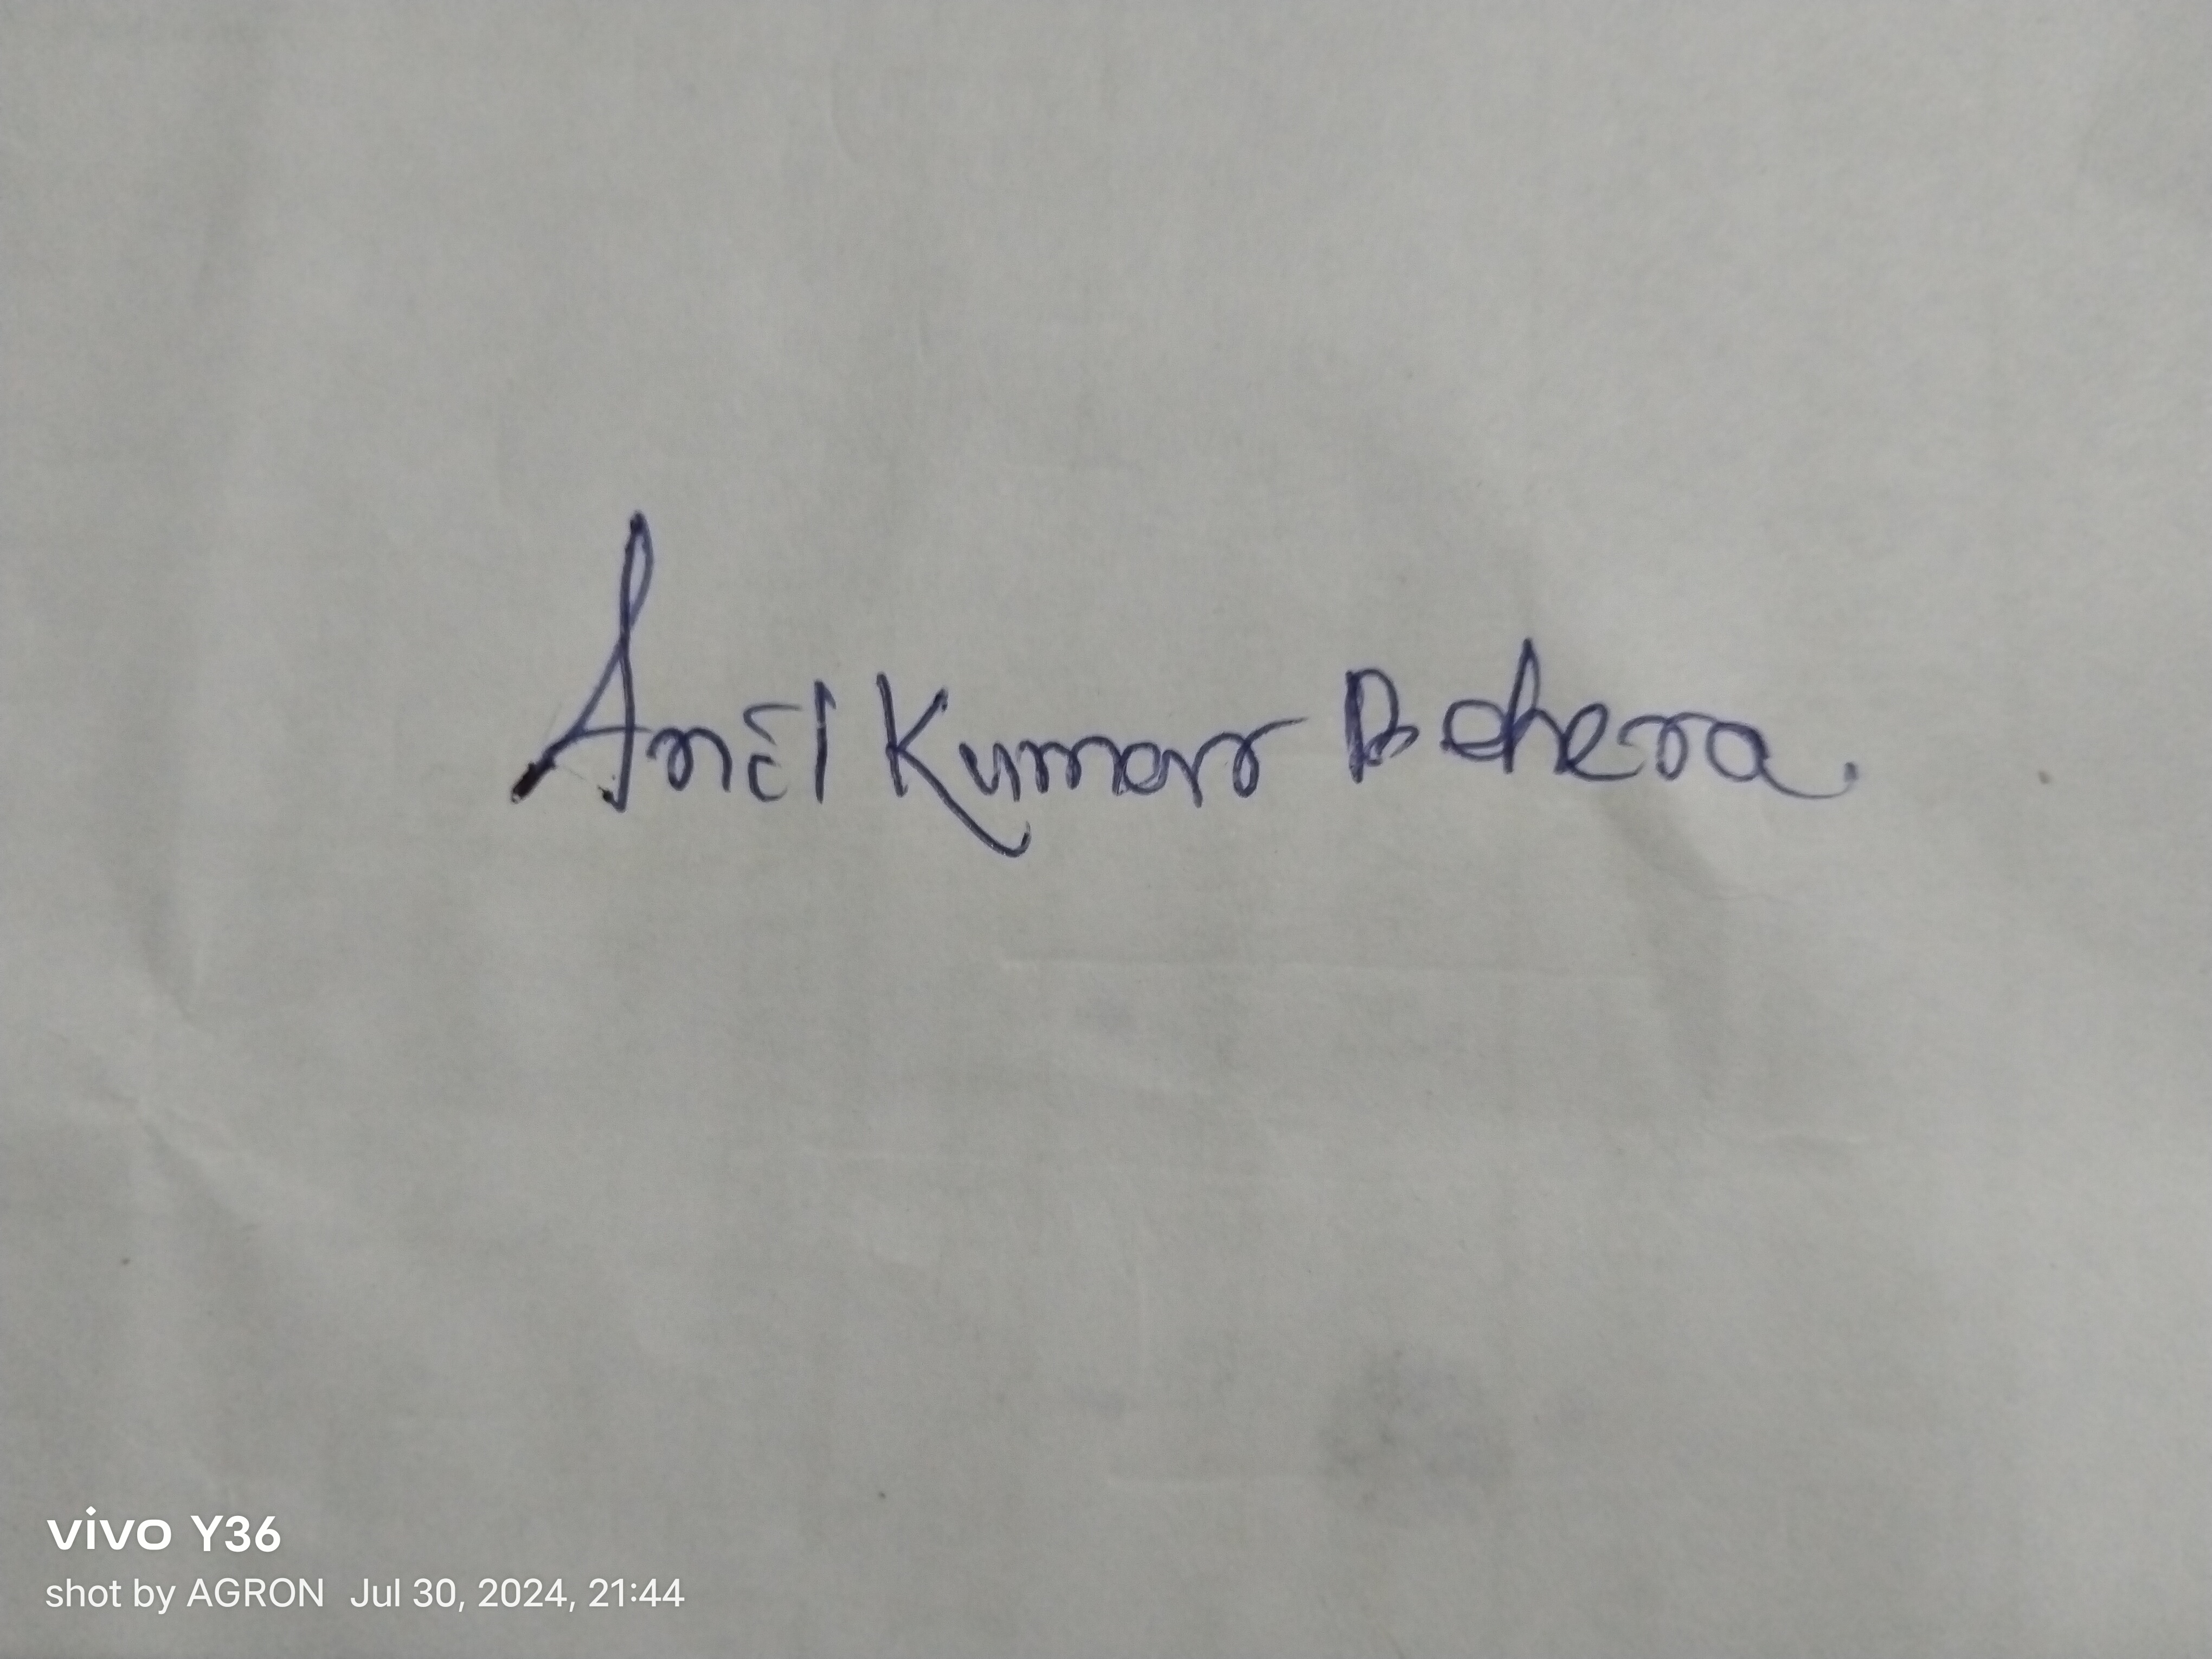 Anil Kumar Behera.
vivo Y36
shot by AGRON Jul 30, 2024, 21:44